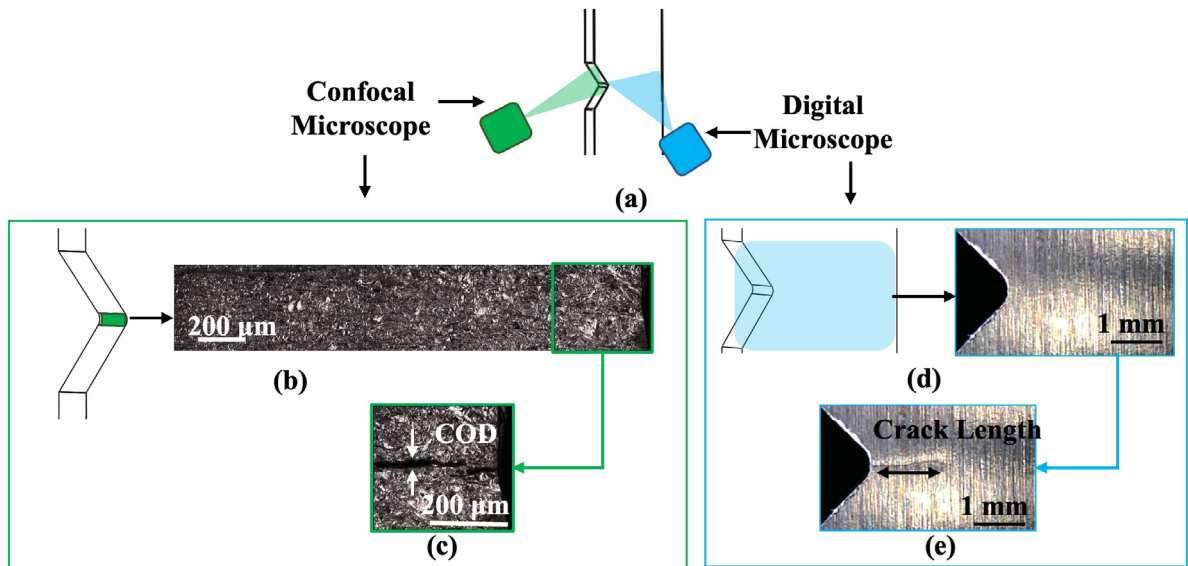 Confocal
Microscope
Digital
Microscope
(a)
200 μm
(b)
1 mm
(d)
COD
200 μm
(c)
Crack Length
1 mm
(e)